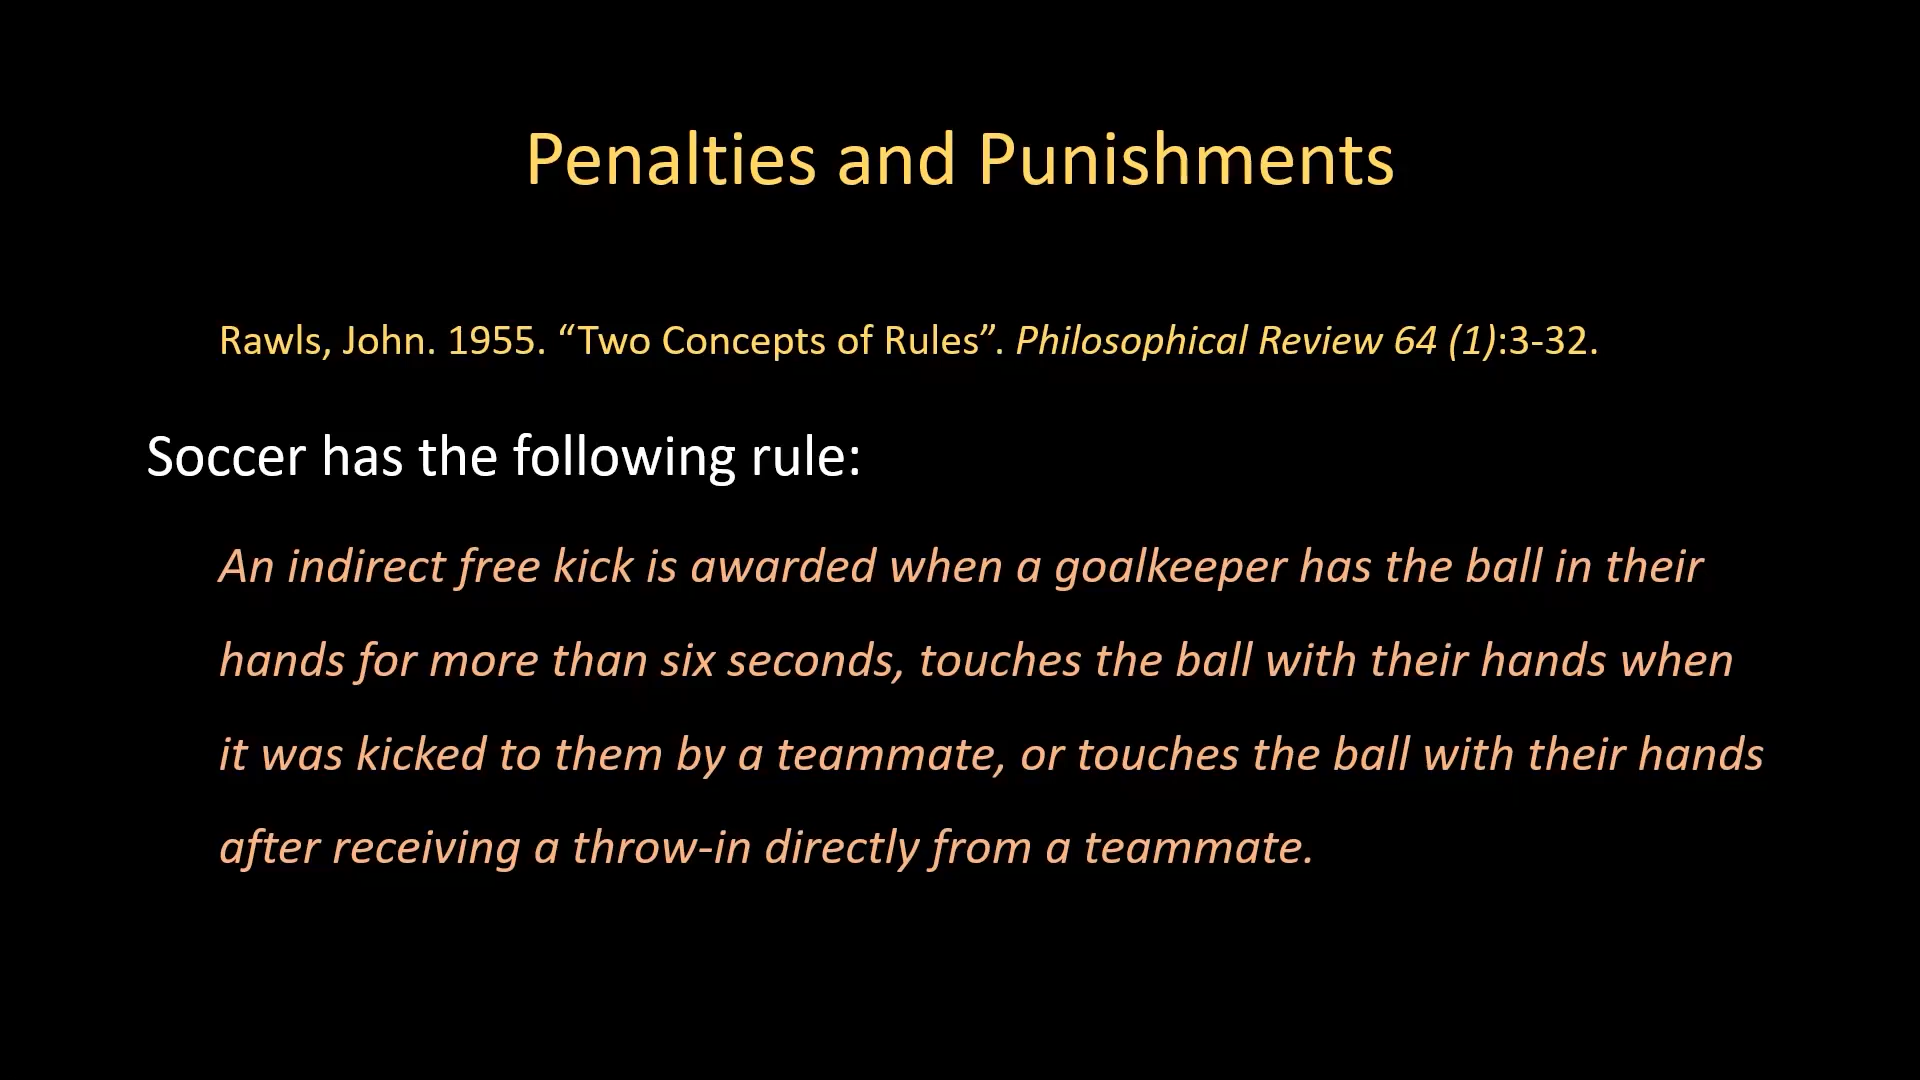 Penalties and Punishments
Rawls, John. 1955. “Two Concepts of Rules”. Philosophical Review 64 (1):3-32.
Soccer has the following rule:
An indirect free kick is awarded when a goalkeeper has the ball in their
hands for more than six seconds, touches the ball with their hands when
it was kicked to them by a teammate, or touches the ball with their hands
after receiving a throw-in directly from a teammate.